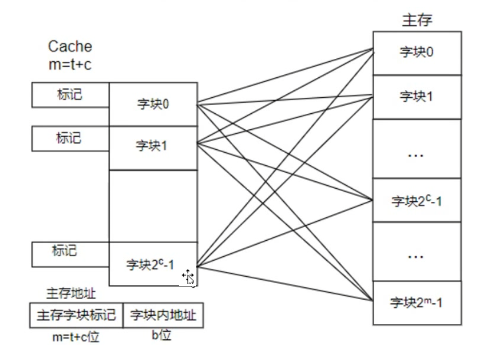 主存
Cache
m=t+c
标记
字块0
标记
字块1
标记
字块2ᶜ-1
字块0
字块1
...
字块2ᶜ-1
...
字块2ᵐ-1
主存地址
主存字块标记 字块内地址
m=t+c位 b位